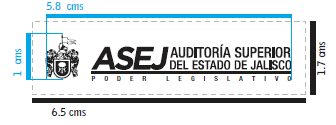 5.8 cms
1 cms
ASEJ AUDITORÍA SUPERIOR
DEL ESTADO DE JALISCO
PODER LEGISLATIVO
1.7 cms
6.5 cms